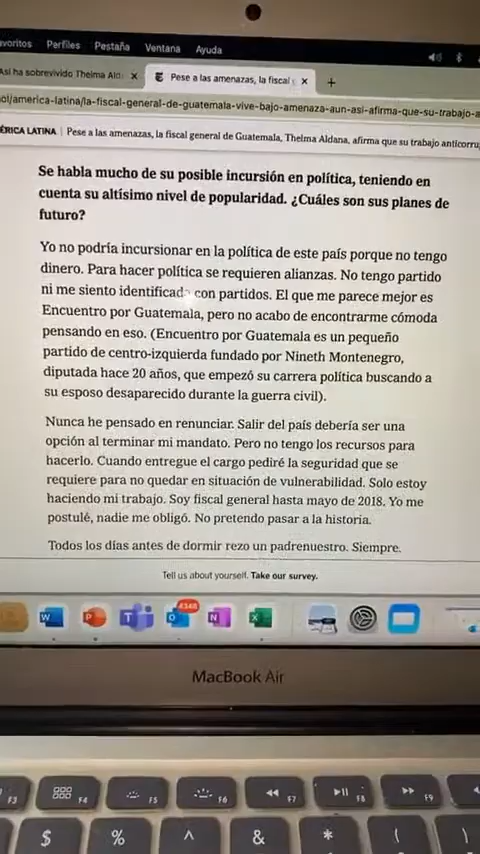 Perfiles Pestaña Ventana Ayuda
Así ha sobrevivido Thelma Ald
Pese a las amenazas, la fiscal
america-latina/la-fiscal-general-de-guatemala-vive-bajo-amenaza-aun-asi-afirma-que-su-trabajo-a
LATINA | Pese a las amenazas, la fiscal general de Guatemala, Thelma Aldana, afirma que su trabajo anticorru
Se habla mucho de su posible incursión en política, teniendo en
cuenta su altísimo nivel de popularidad. ¿Cuáles son sus planes de
futuro?
Yo no podría incursionar en la política de este país porque no tengo
dinero. Para hacer política se requieren alianzas. No tengo partido
ni me siento identificada con partidos. El que me parece mejor es
Encuentro por Guatemala, pero no acabo de encontrarme cómoda
pensando en eso. (Encuentro por Guatemala es un pequeño
partido de centro-izquierda fundado por Nineth Montenegro,
diputada hace 20 años, que empezó su carrera política buscando a
su esposo desaparecido durante la guerra civil).
Nunca he pensado en renunciar. Salir del país debería ser una
opción al terminar mi mandato. Pero no tengo los recursos para
hacerlo. Cuando entregue el cargo pediré la seguridad que se
requiere para no quedar en situación de vulnerabilidad. Solo estoy
haciendo mi trabajo. Soy fiscal general hasta mayo de 2018. Yo me
postulé, nadie me obligó. No pretendo pasar a la historia.
Todos los días antes de dormir rezo un padrenuestro. Siempre.
Tell us about yourself. Take our survey.
W P T O N X
4348
MacBook Air
F3 F4 F5 F6 F7 F8 F9
$ % ^ & * ( )